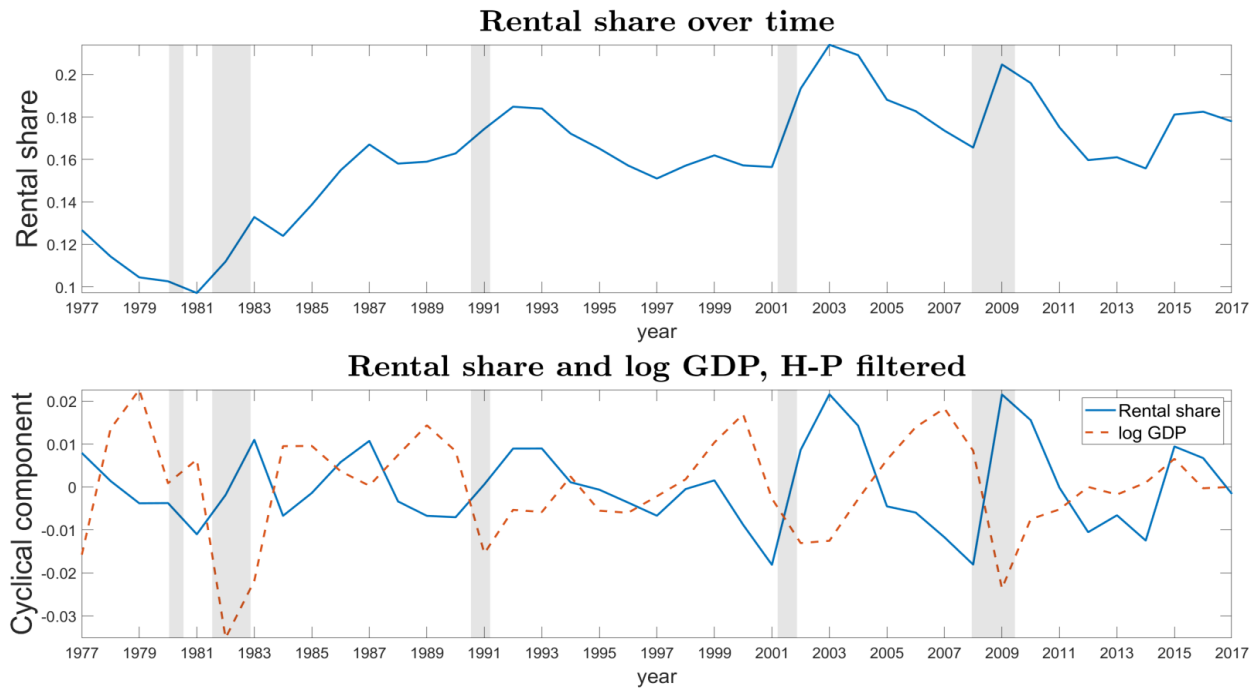 Rental share over time
Rental share
0.2
0.18
0.16
0.14
0.12
0.1
1977 1979 1981 1983 1985 1987 1989 1991 1993 1995 1997 1999 2001 2003 2005 2007 2009 2011 2013 2015 2017
year
Rental share and log GDP, H-P filtered
Cyclical component
0.02
0.01
0
-0.01
-0.02
-0.03
Rental share
log GDP
1977 1979 1981 1983 1985 1987 1989 1991 1993 1995 1997 1999 2001 2003 2005 2007 2009 2011 2013 2015 2017
year